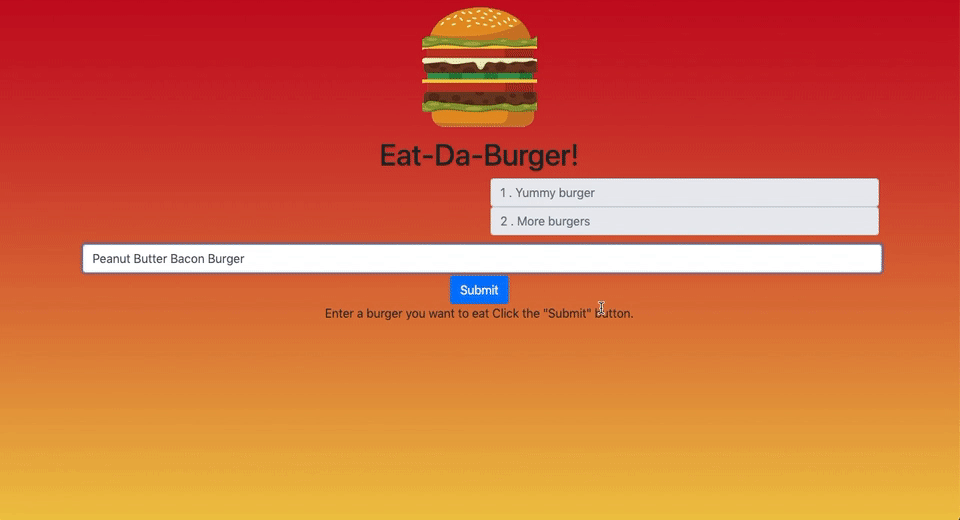 Eat-Da-Burger!
1 . Yummy burger
2 . More burgers
Peanut Butter Bacon Burger
Submit
Enter a burger you want to eat Click the "Submit" button.